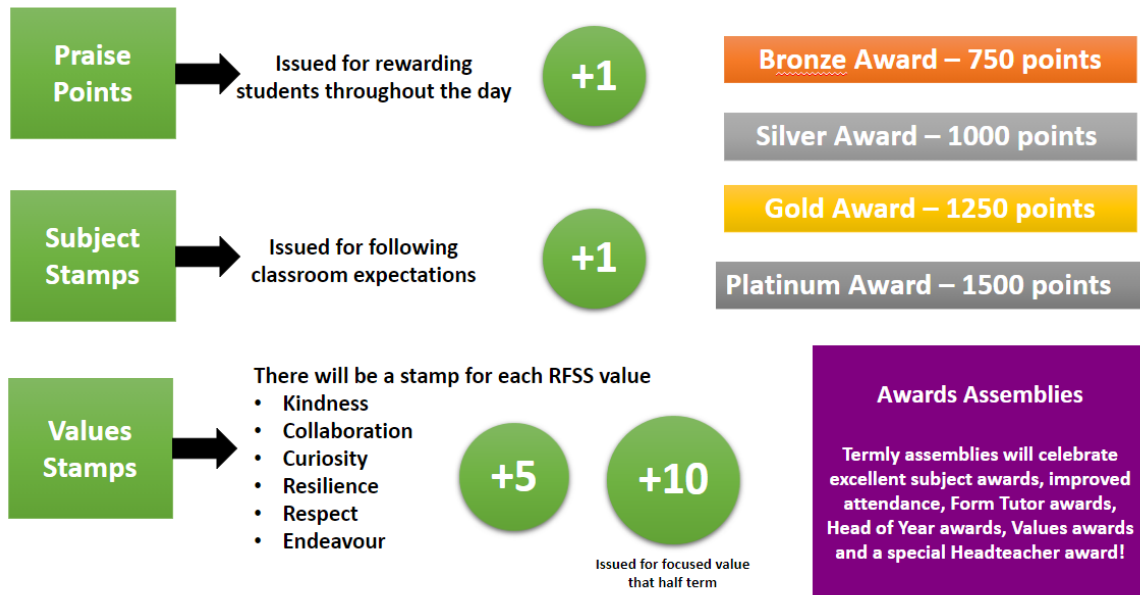 Praise
Points
Issued for rewarding
students throughout the day
+1
Bronze Award – 750 points
Silver Award – 1000 points
Subject
Stamps
Issued for following
classroom expectations
+1
Gold Award – 1250 points
Platinum Award – 1500 points
Values
Stamps
There will be a stamp for each RFSS value
• Kindness
• Collaboration
• Curiosity
• Resilience
• Respect
• Endeavour
+5
+10
Issued for focused value
that half term
Awards Assemblies
Termly assemblies will celebrate
excellent subject awards, improved
attendance, Form Tutor awards,
Head of Year awards, Values awards
and a special Headteacher award!